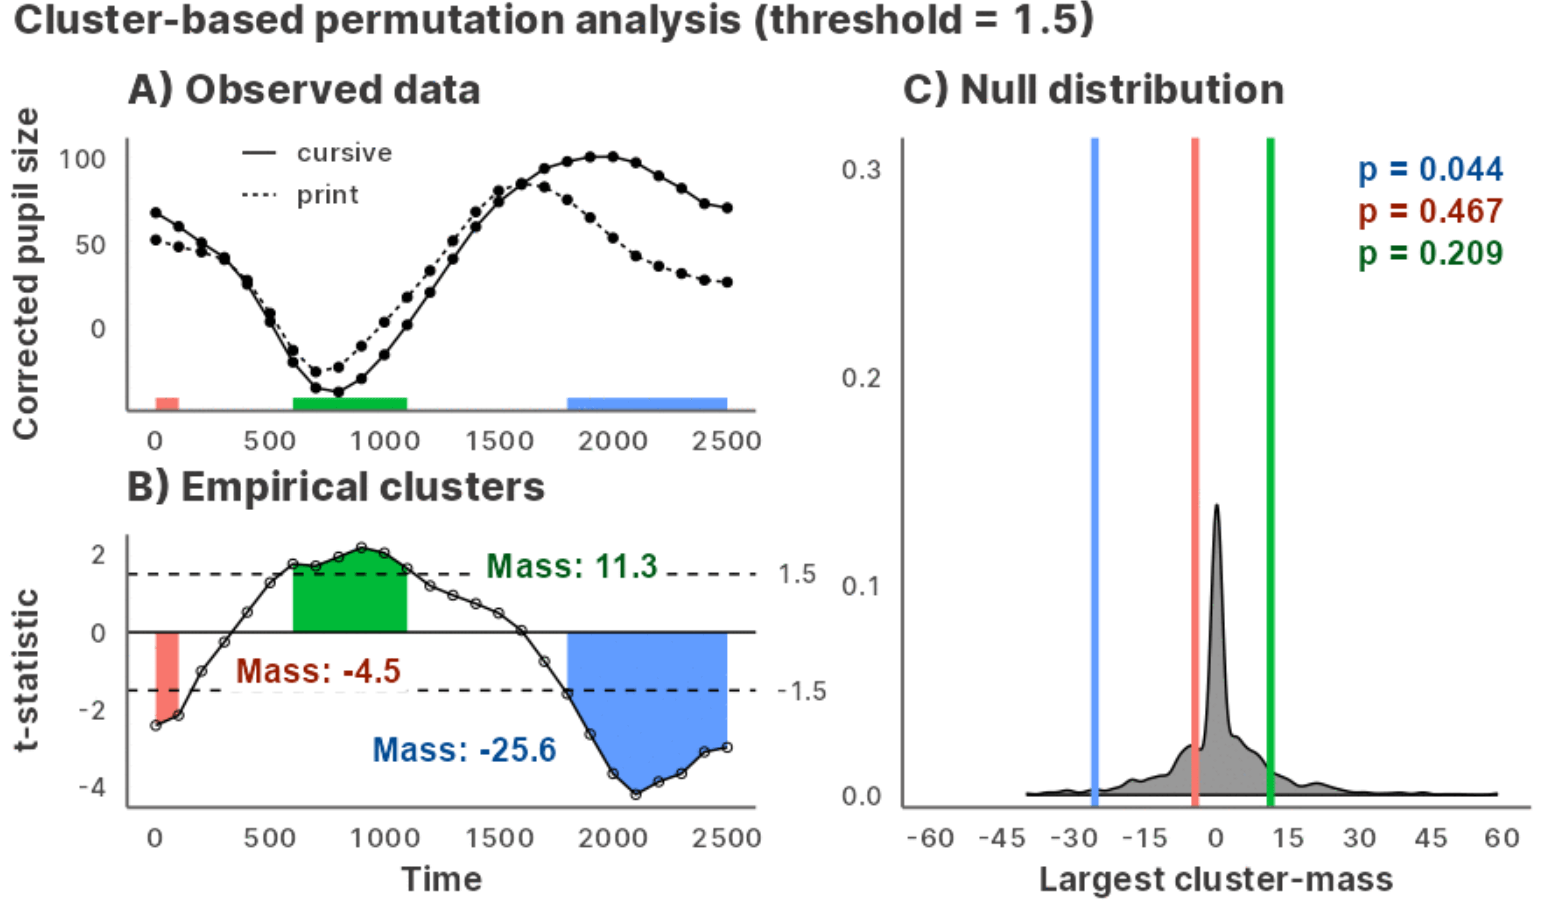 Cluster-based permutation analysis (threshold = 1.5)
A) Observed data
Corrected pupil size
100
50
0
cursive
print
0 500 1000 1500 2000 2500
B) Empirical clusters
t-statistic
2
0
-2
-4
Mass: 11.3
1.5
Mass: -4.5
-1.5
Mass: -25.6
0 500 1000 1500 2000 2500
Time
C) Null distribution
0.3
0.2
0.1
0.0
p = 0.044
p = 0.467
p = 0.209
-60 -45 -30 -15 0 15 30 45 60
Largest cluster-mass